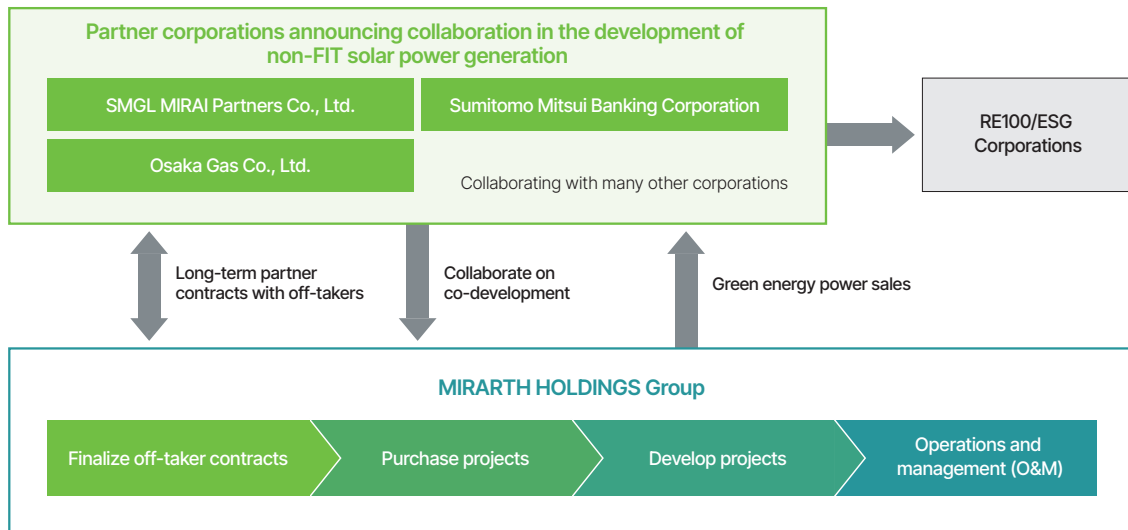 Partner corporations announcing collaboration in the development of
non-FIT solar power generation
SMGL MIRAI Partners Co., Ltd.
Sumitomo Mitsui Banking Corporation
Osaka Gas Co., Ltd.
Collaborating with many other corporations
RE100/ESG
Corporations
Long-term partner
contracts with off-takers
Collaborate on
co-development
Green energy power sales
MIRARTH HOLDINGS Group
Finalize off-taker contracts
Purchase projects
Develop projects
Operations and
management (O&M)